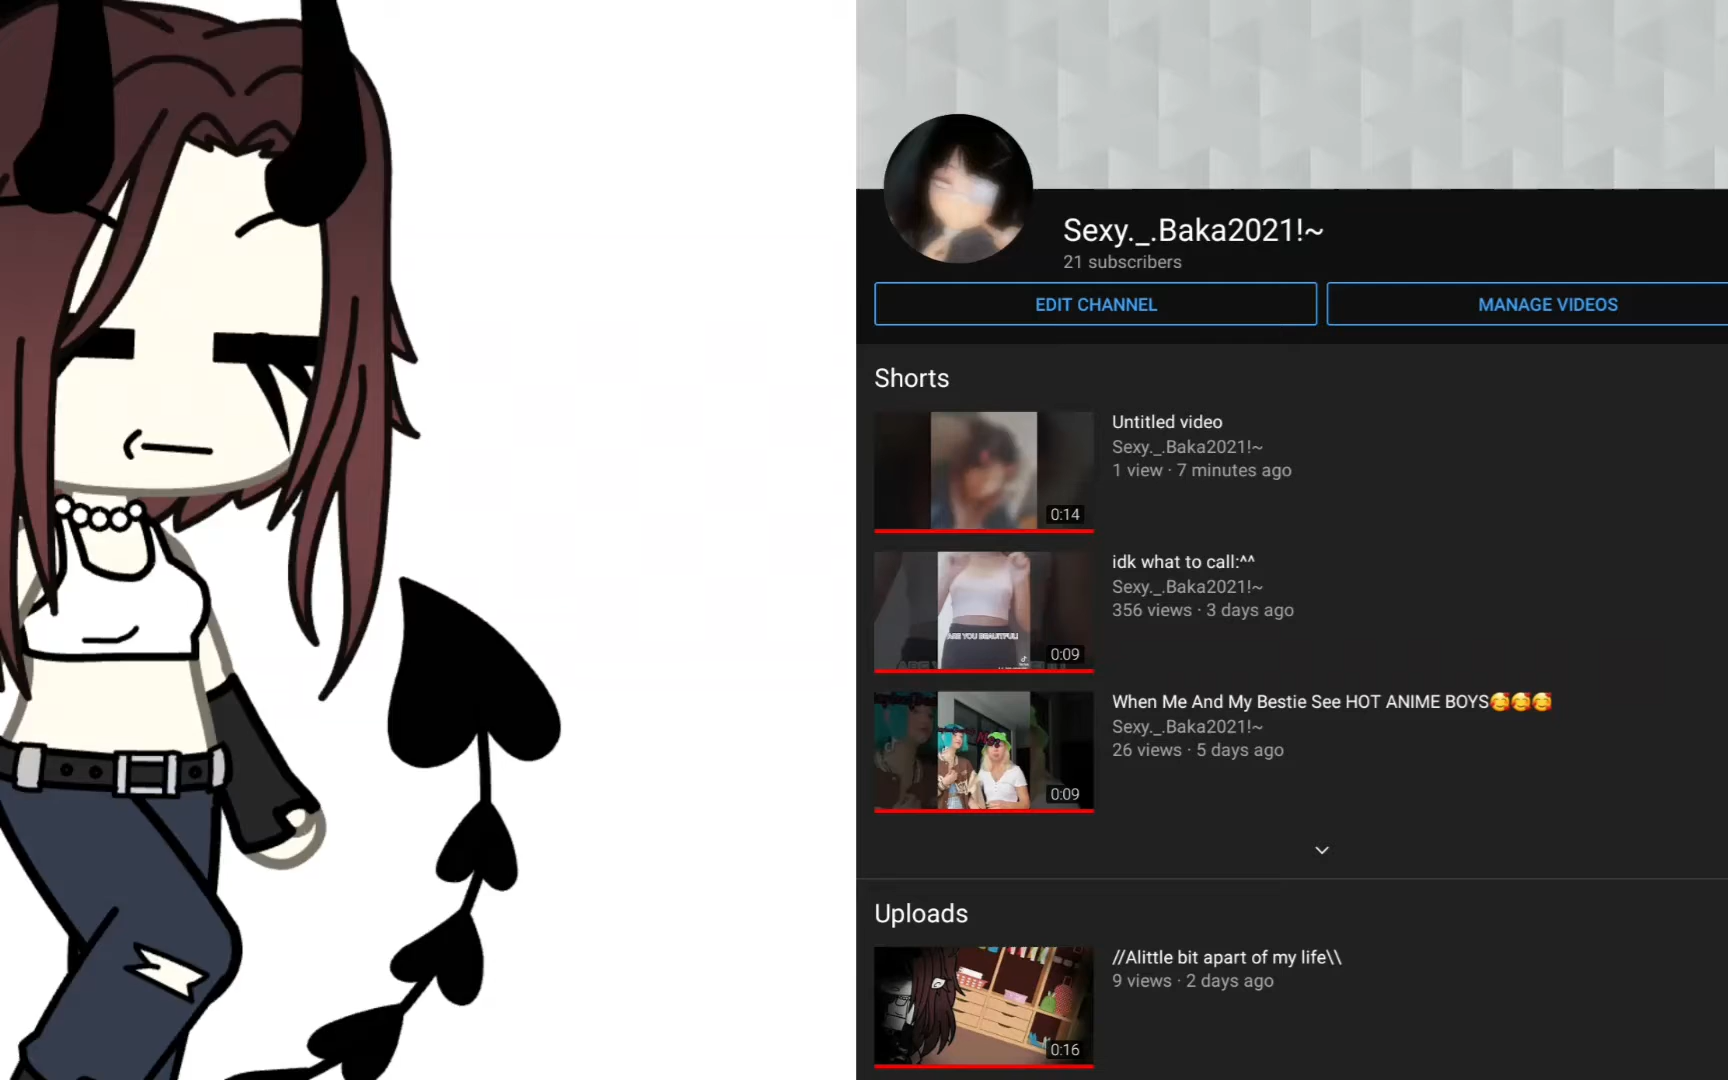 Sexy._.Baka2021!~
21 subscribers
EDIT CHANNEL
MANAGE VIDEOS
Shorts
Untitled video
Sexy._.Baka2021!~
1 view · 7 minutes ago
0:14
idk what to call:^^
Sexy._.Baka2021!~
356 views · 3 days ago
ARE YOU BEAUTIFUL!
0:09
When Me And My Bestie See HOT ANIME BOYS🥰🥰🥰
Sexy._.Baka2021!~
26 views · 5 days ago
0:09
Uploads
//Alittle bit apart of my life\\
9 views · 2 days ago
0:16